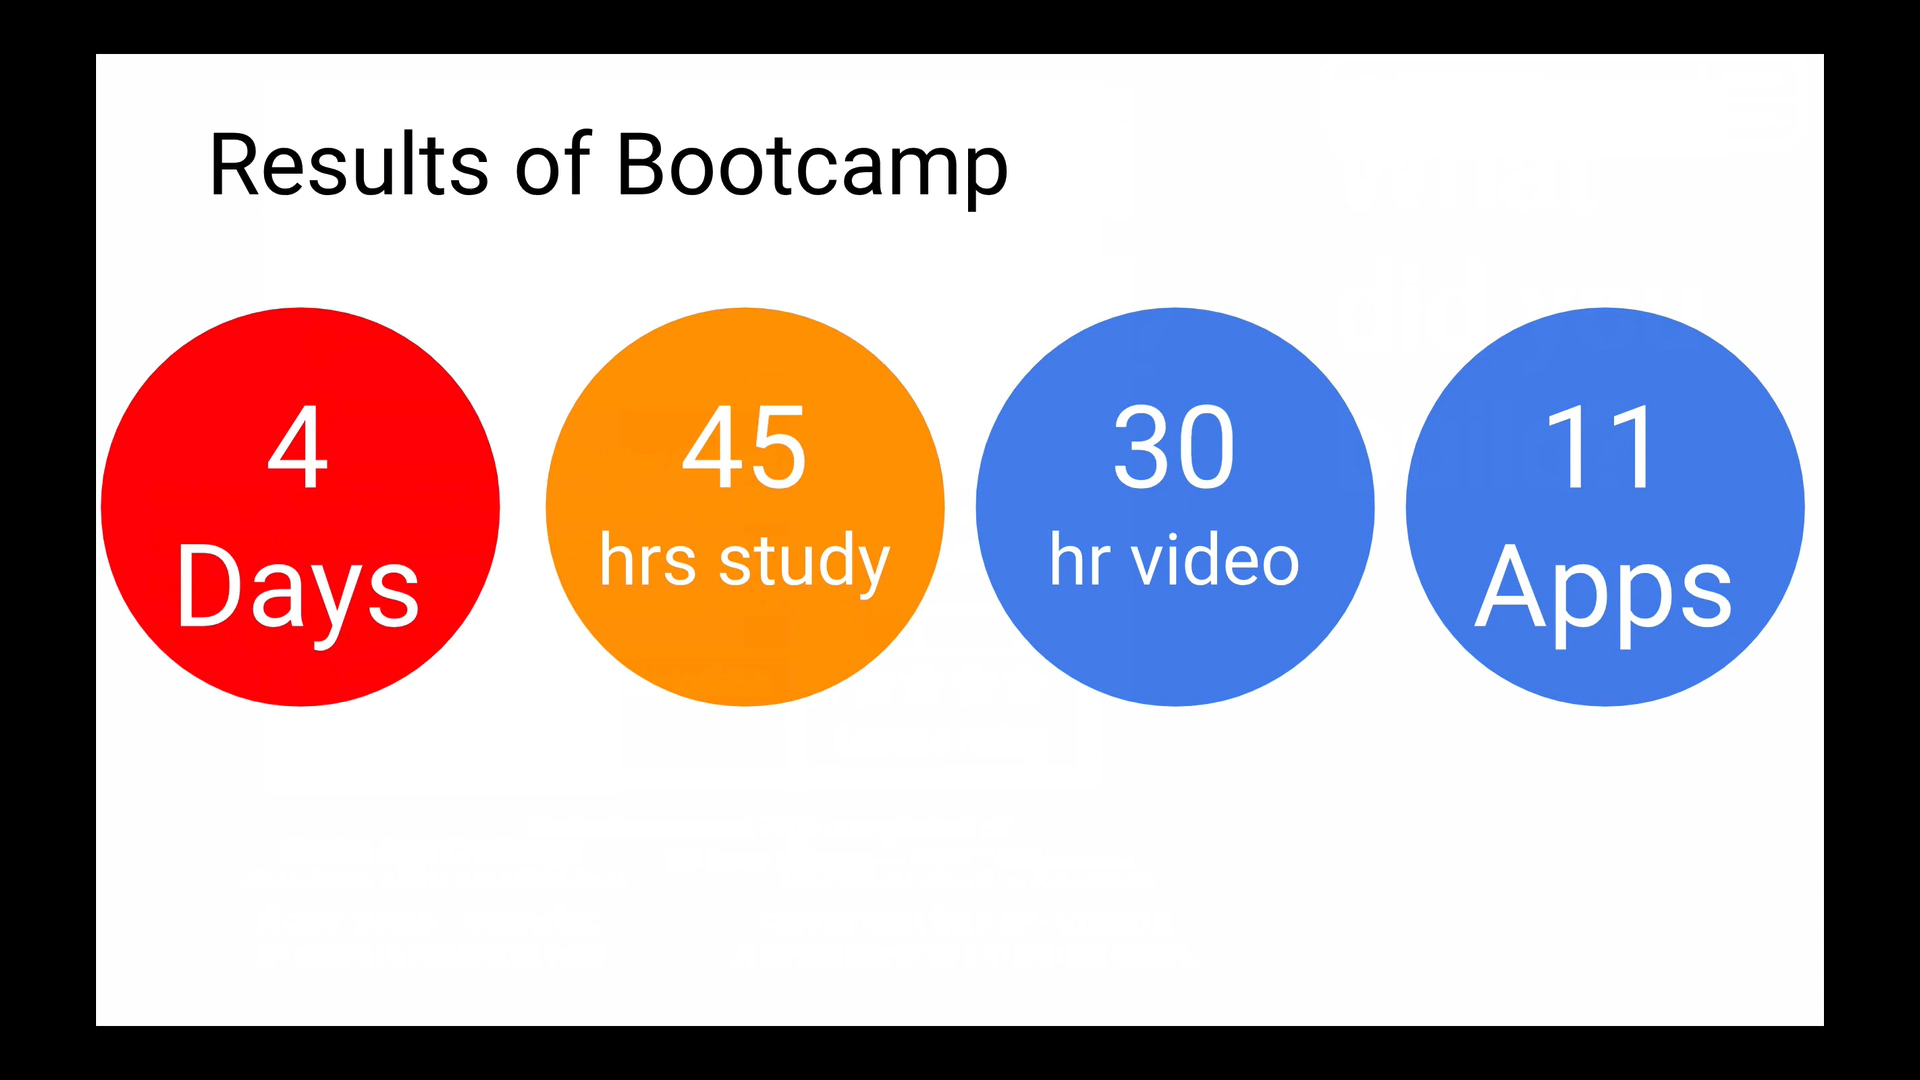 Results of Bootcamp
4
Days
45
hrs study
30
hr video
11
Apps